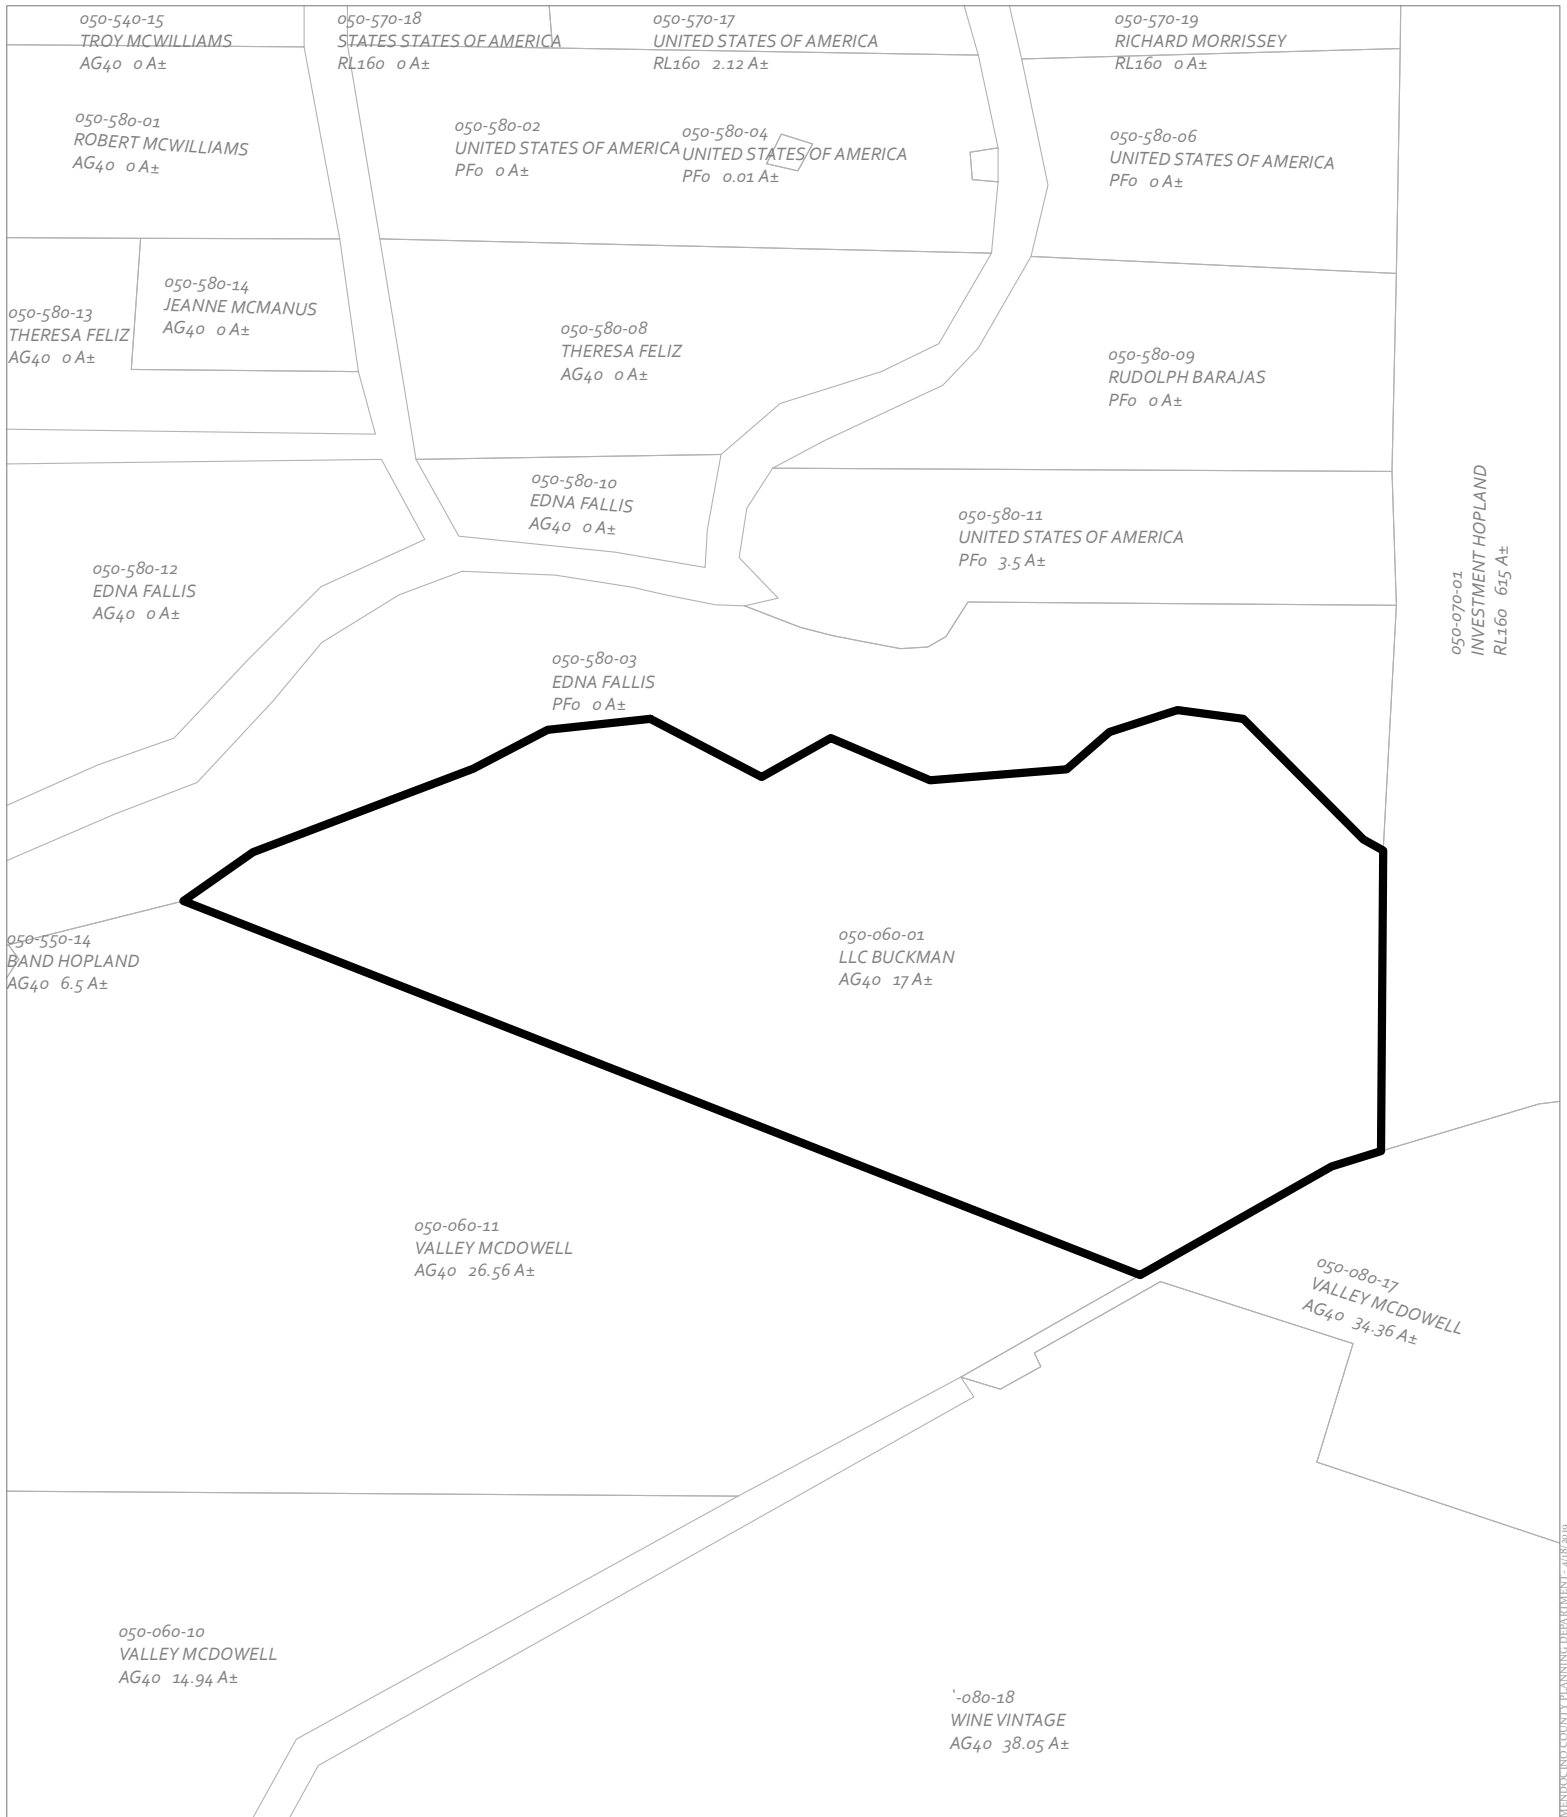 050-540-15
TROY MCWILLIAMS
AG40 0 A±
050-570-18
STATES STATES OF AMERICA
RL160 0 A±
050-570-17
UNITED STATES OF AMERICA
RL160 2.12 A±
050-570-19
RICHARD MORRISSEY
RL160 0 A±
050-580-01
ROBERT MCWILLIAMS
AG40 0 A±
050-580-02
UNITED STATES OF AMERICA
PF0 0 A±
050-580-04
UNITED STATES OF AMERICA
PF0 0.01 A±
050-580-06
UNITED STATES OF AMERICA
PF0 0 A±
050-580-13
THERESA FELIZ
AG40 0 A±
050-580-14
JEANNE MCMANUS
AG40 0 A±
050-580-08
THERESA FELIZ
AG40 0 A±
050-580-09
RUDOLPH BARAJAS
PF0 0 A±
050-580-10
EDNA FALLIS
AG40 0 A±
050-580-11
UNITED STATES OF AMERICA
PF0 3.5 A±
050-070-01
INVESTMENT HOPLAND
RL160 615 A±
050-580-12
EDNA FALLIS
AG40 0 A±
050-580-03
EDNA FALLIS
PF0 0 A±
050-550-14
BAND HOPLAND
AG40 6.5 A±
050-060-01
LLC BUCKMAN
AG40 17 A±
050-060-11
VALLEY MCDOWELL
AG40 26.56 A±
050-080-17
VALLEY MCDOWELL
AG40 34.36 A±
050-060-10
VALLEY MCDOWELL
AG40 14.94 A±
`-080-18
WINE VINTAGE
AG40 38.05 A±
MENDOCINO COUNTY PLANNING DEPARTMENT - 4/18/2019